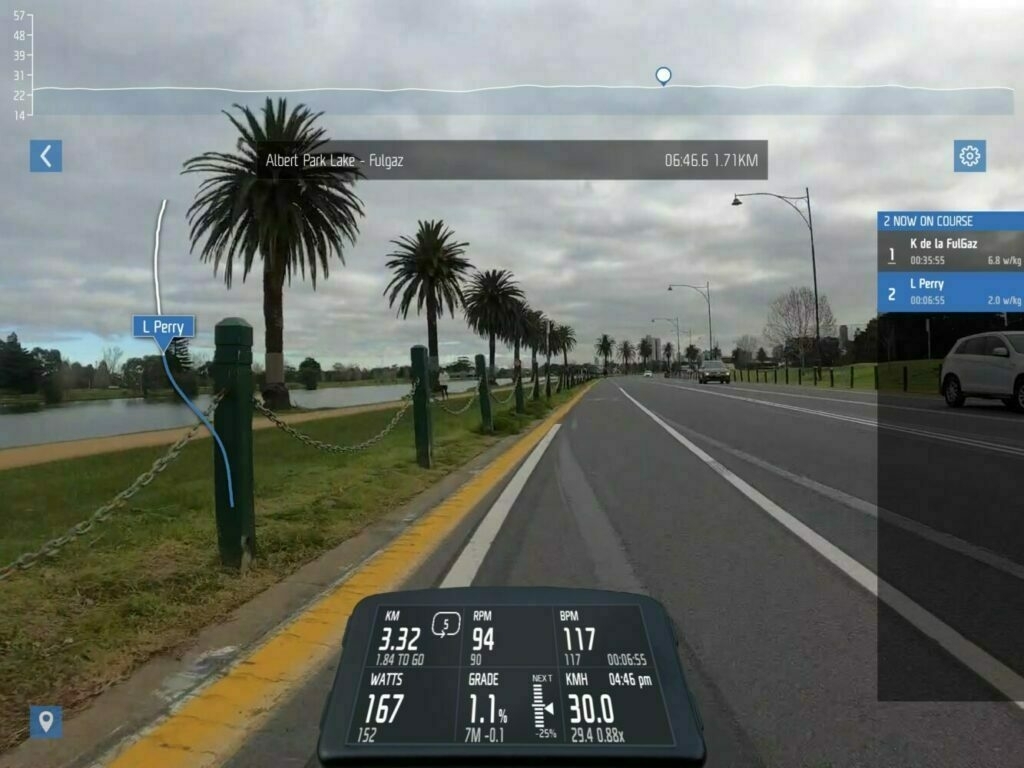 57
48
39
31
22
14
Albert Park Lake - Fulgaz 06:46.6 1.71KM
2 NOW ON COURSE
1 K de la FulGaz
00:35:55 6.8 w/kg
2 L Perry
00:06:55 2.0 w/kg
L Perry
KM 5 RPM BPM
3.32 94 117
1.84 TO GO 90 117 00:06:55
WATTS GRADE NEXT KMH 04:46 pm
167 1.1% 30.0
152 7M -0.1 -25% 29.4 0.88x